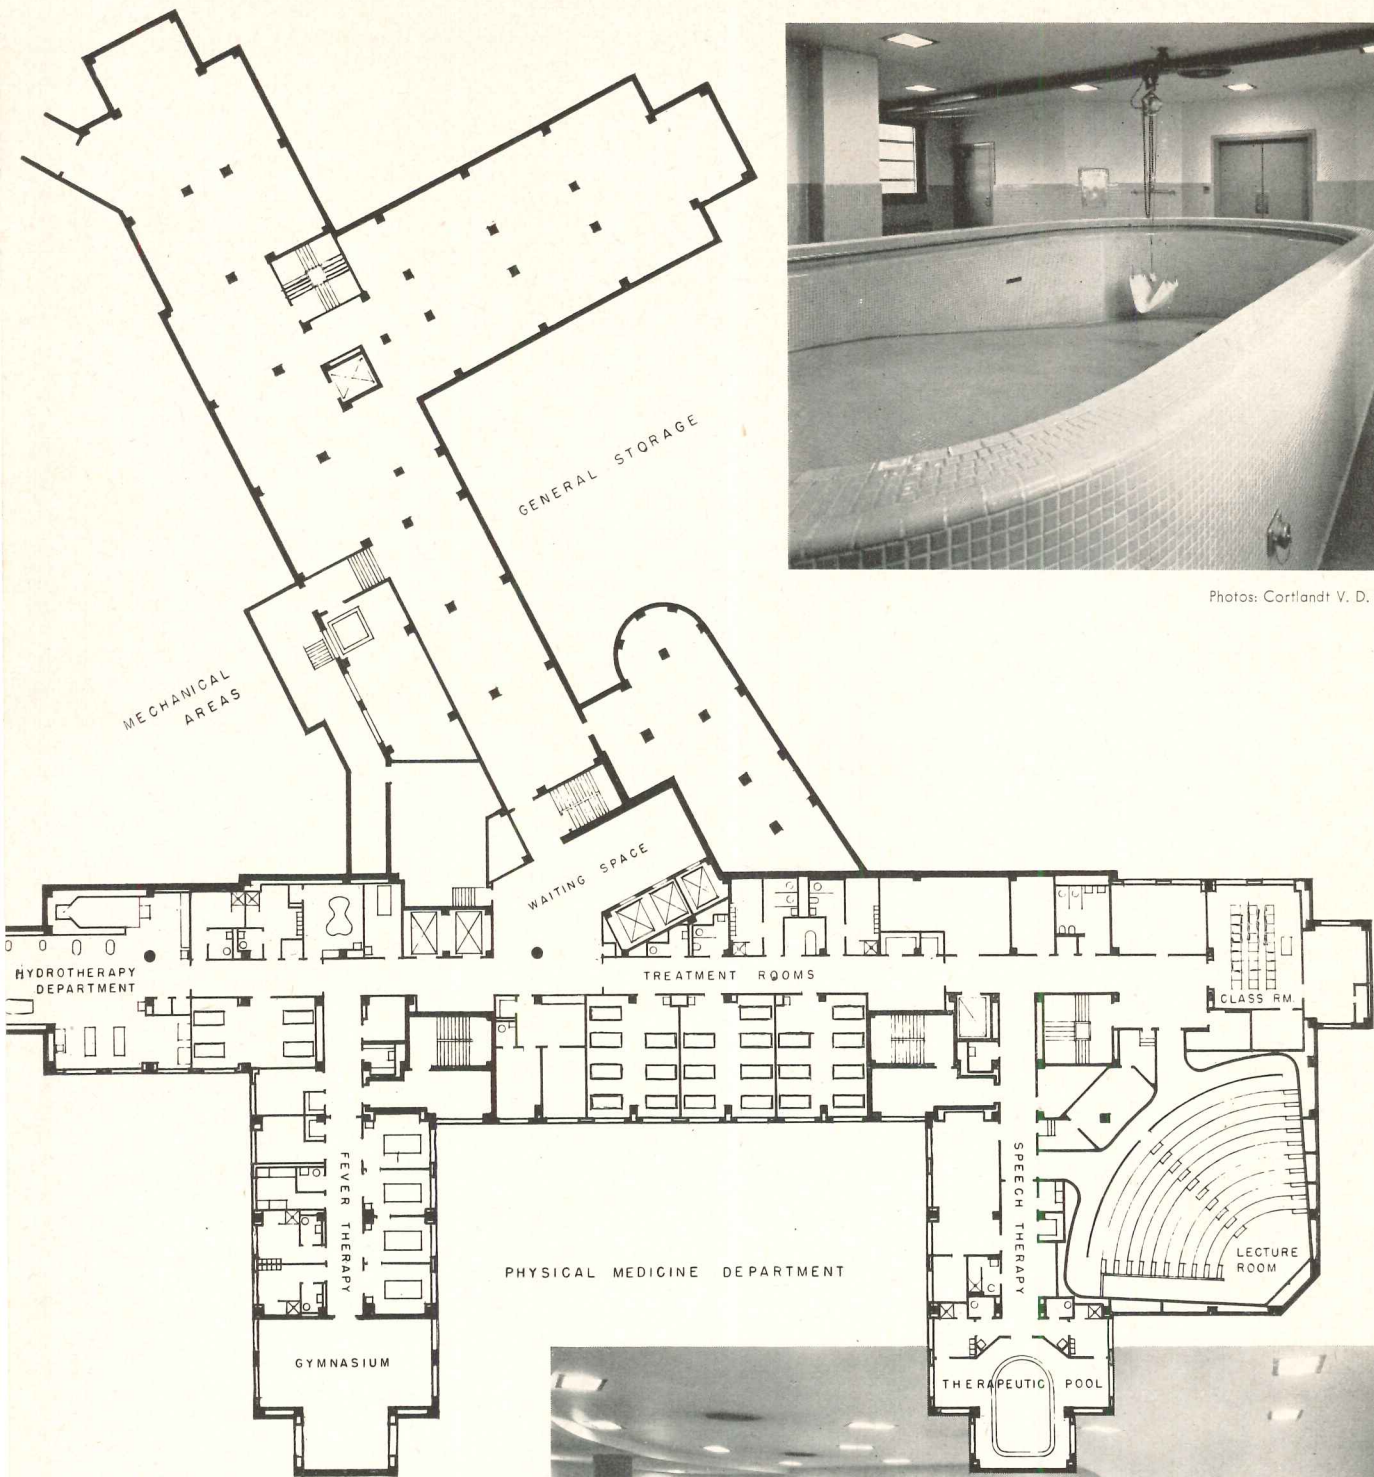 Photos: Cortlandt V. D.
GENERAL STORAGE
MECHANICAL
AREAS
WAITING SPACE
HYDROTHERAPY
DEPARTMENT
TREATMENT ROOMS
CLASS RM.
FEVER THERAPY
SPEECH THERAPY
LECTURE
ROOM
PHYSICAL MEDICINE DEPARTMENT
GYMNASIUM
THERAPEUTIC POOL